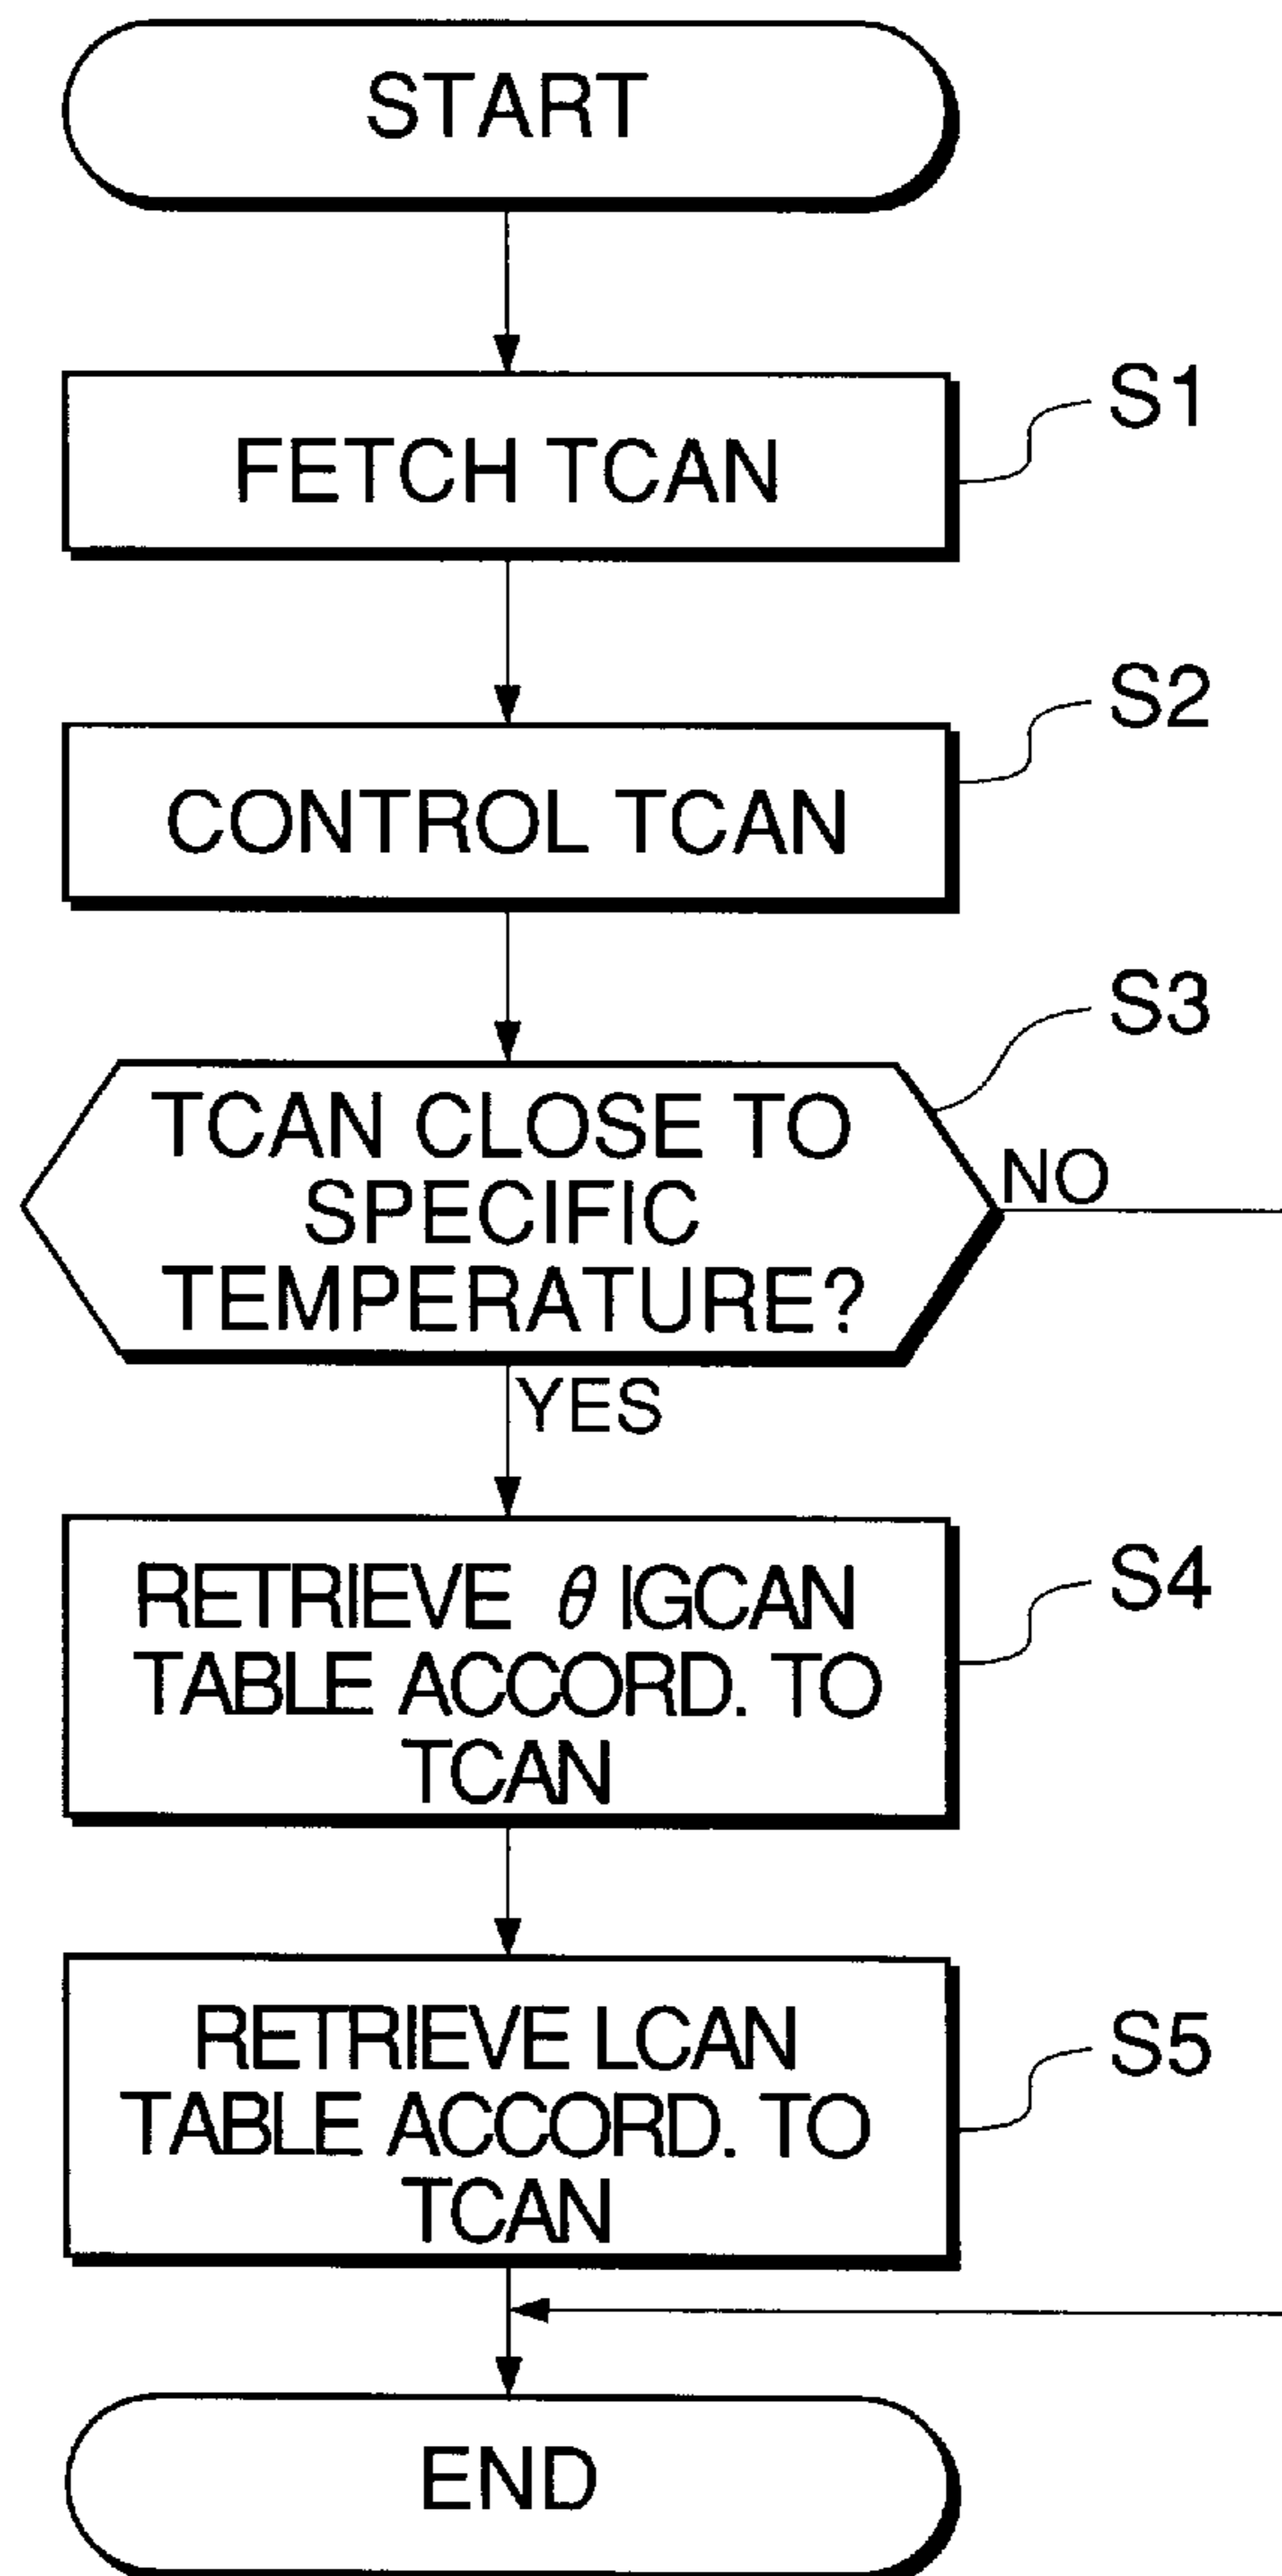 START
FETCH TCAN
S1
CONTROL TCAN
S2
TCAN CLOSE TO
SPECIFIC
TEMPERATURE?
S3
NO
YES
RETRIEVE θ IGCAN
TABLE ACCORD. TO
TCAN
S4
RETRIEVE LCAN
TABLE ACCORD. TO
TCAN
S5
END